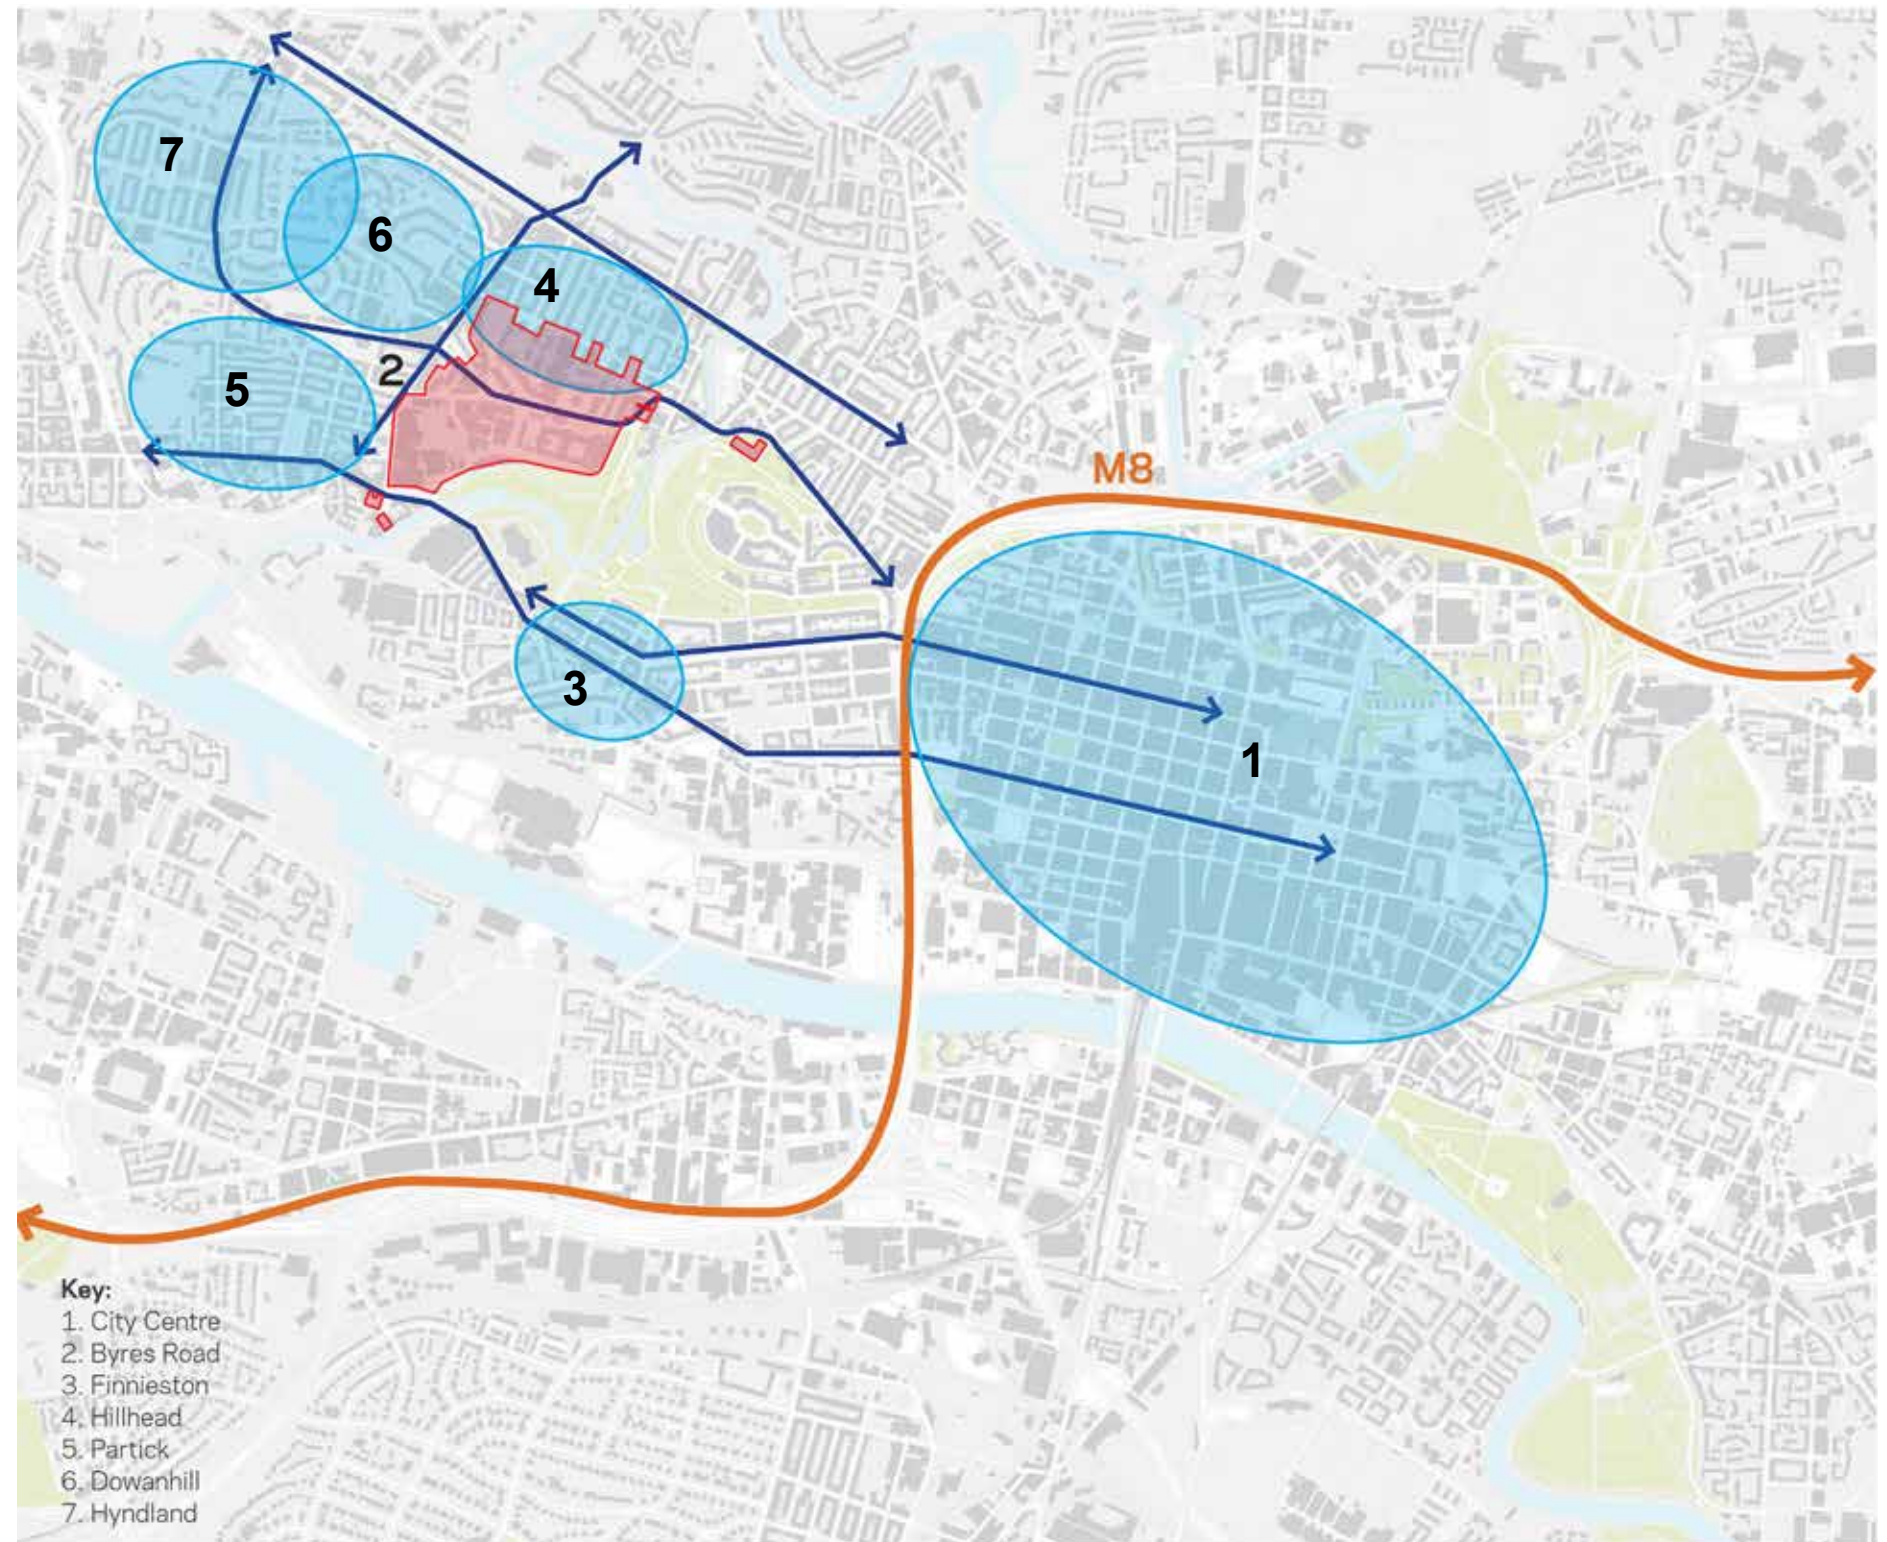 7
6
4
2
5
M8
3
1
Key:
1. City Centre
2. Byres Road
3. Finnieston
4. Hillhead
5. Partick
6. Dowanhill
7. Hyndland